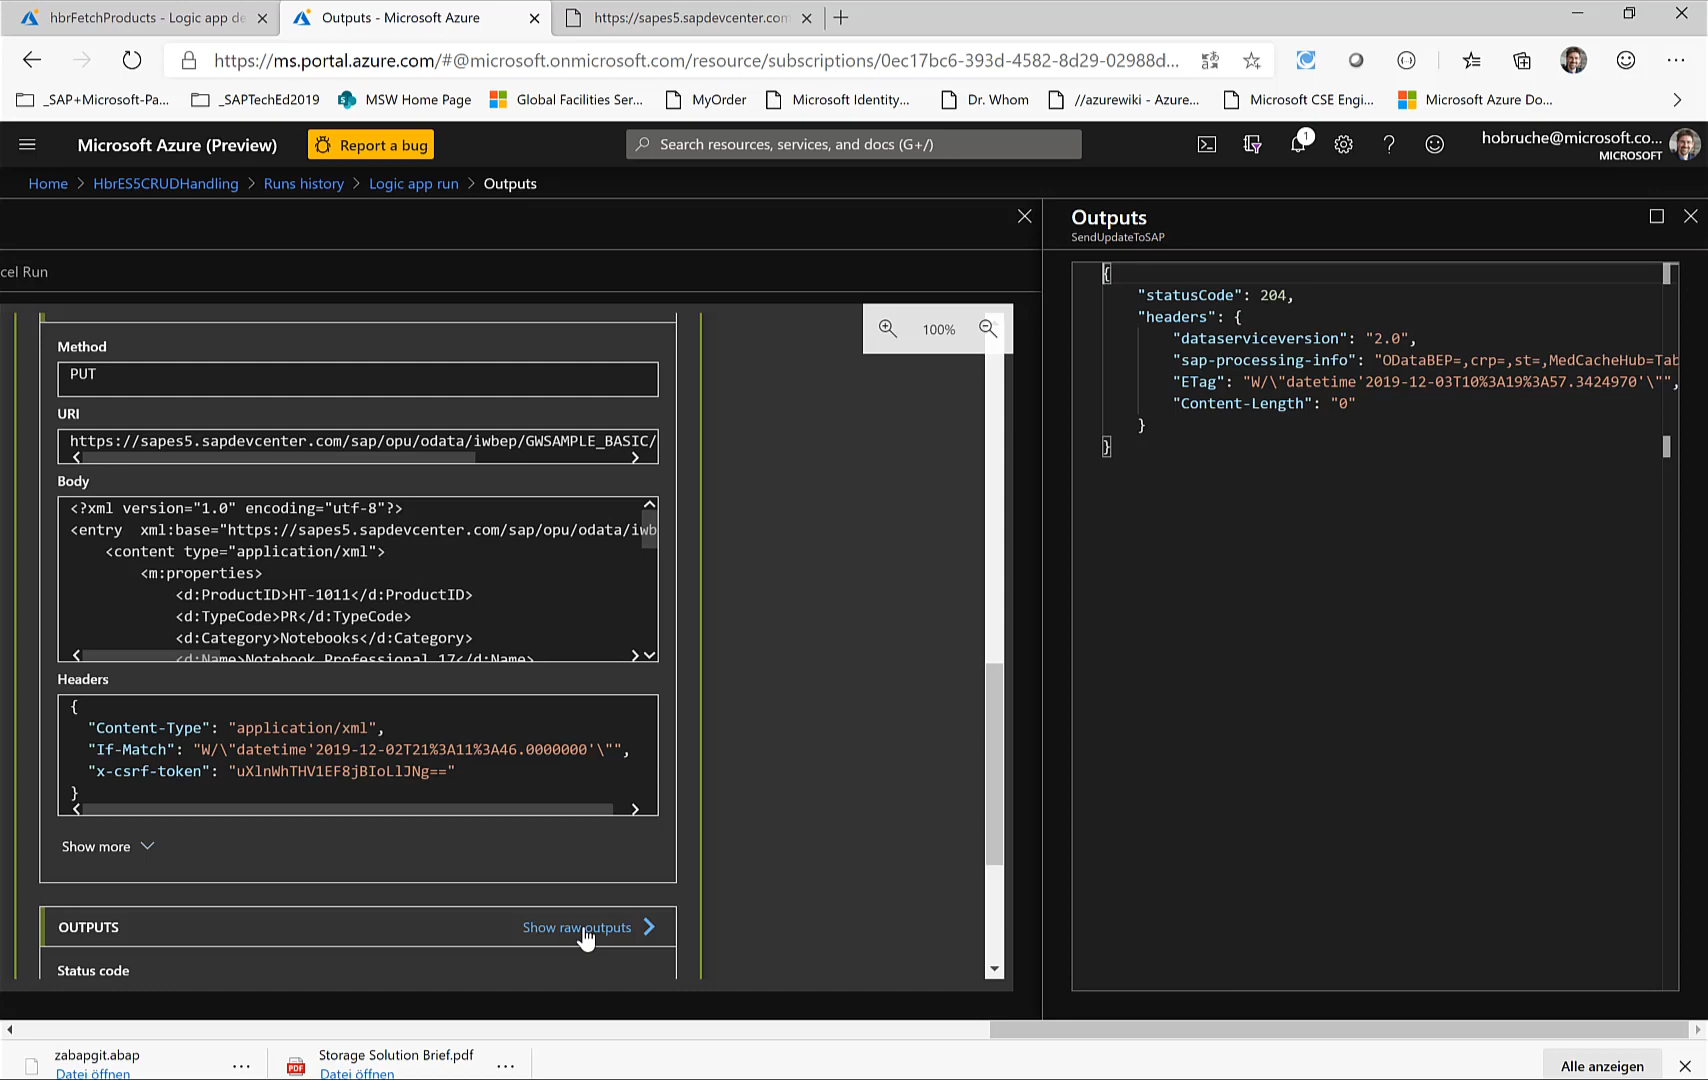 hbrFetchProducts - Logic app de
Outputs - Microsoft Azure
https://sapes5.sapdevcenter.com
https://ms.portal.azure.com/#@microsoft.onmicrosoft.com/resource/subscriptions/0ec17bc6-393d-4582-8d29-02988d...
_SAP+Microsoft-Pa...
_SAPTechEd2019
MSW Home Page
Global Facilities Ser...
MyOrder
Microsoft Identity...
Dr. Whom
//azurewiki - Azure...
Microsoft CSE Engi...
Microsoft Azure Do...
Microsoft Azure (Preview)
Report a bug
Search resources, services, and docs (G+/)
1
hobruche@microsoft.co...
MICROSOFT
Home > HbrES5CRUDHandling > Runs history > Logic app run > Outputs
cel Run
100%
Method
PUT
URI
https://sapes5.sapdevcenter.com/sap/opu/odata/iwbep/GWSAMPLE_BASIC/
Body
<?xml version="1.0" encoding="utf-8"?>
<entry xml:base="https://sapes5.sapdevcenter.com/sap/opu/odata/iwb
<content type="application/xml">
<m:properties>
<d:ProductID>HT-1011</d:ProductID>
<d:TypeCode>PR</d:TypeCode>
<d:Category>Notebooks</d:Category>
<d:Name>Notebook Professional 17</d:Name>
Headers
{
"Content-Type": "application/xml",
"If-Match": "W/\"datetime'2019-12-02T21%3A11%3A46.0000000'\"",
"x-csrf-token": "uXlnWhTHV1EF8jBIoLlJNg=="
}
Show more
OUTPUTS
Show raw outputs
Status code
Outputs
SendUpdateToSAP
{
"statusCode": 204,
"headers": {
"dataserviceversion": "2.0",
"sap-processing-info": "ODataBEP=,crp=,st=,MedCacheHub=Tab
"ETag": "W/\"datetime'2019-12-03T10%3A19%3A57.3424970'\"",
"Content-Length": "0"
}
}
zabapgit.abap
Datei öffnen
...
PDF
Storage Solution Brief.pdf
Datei öffnen
...
Alle anzeigen